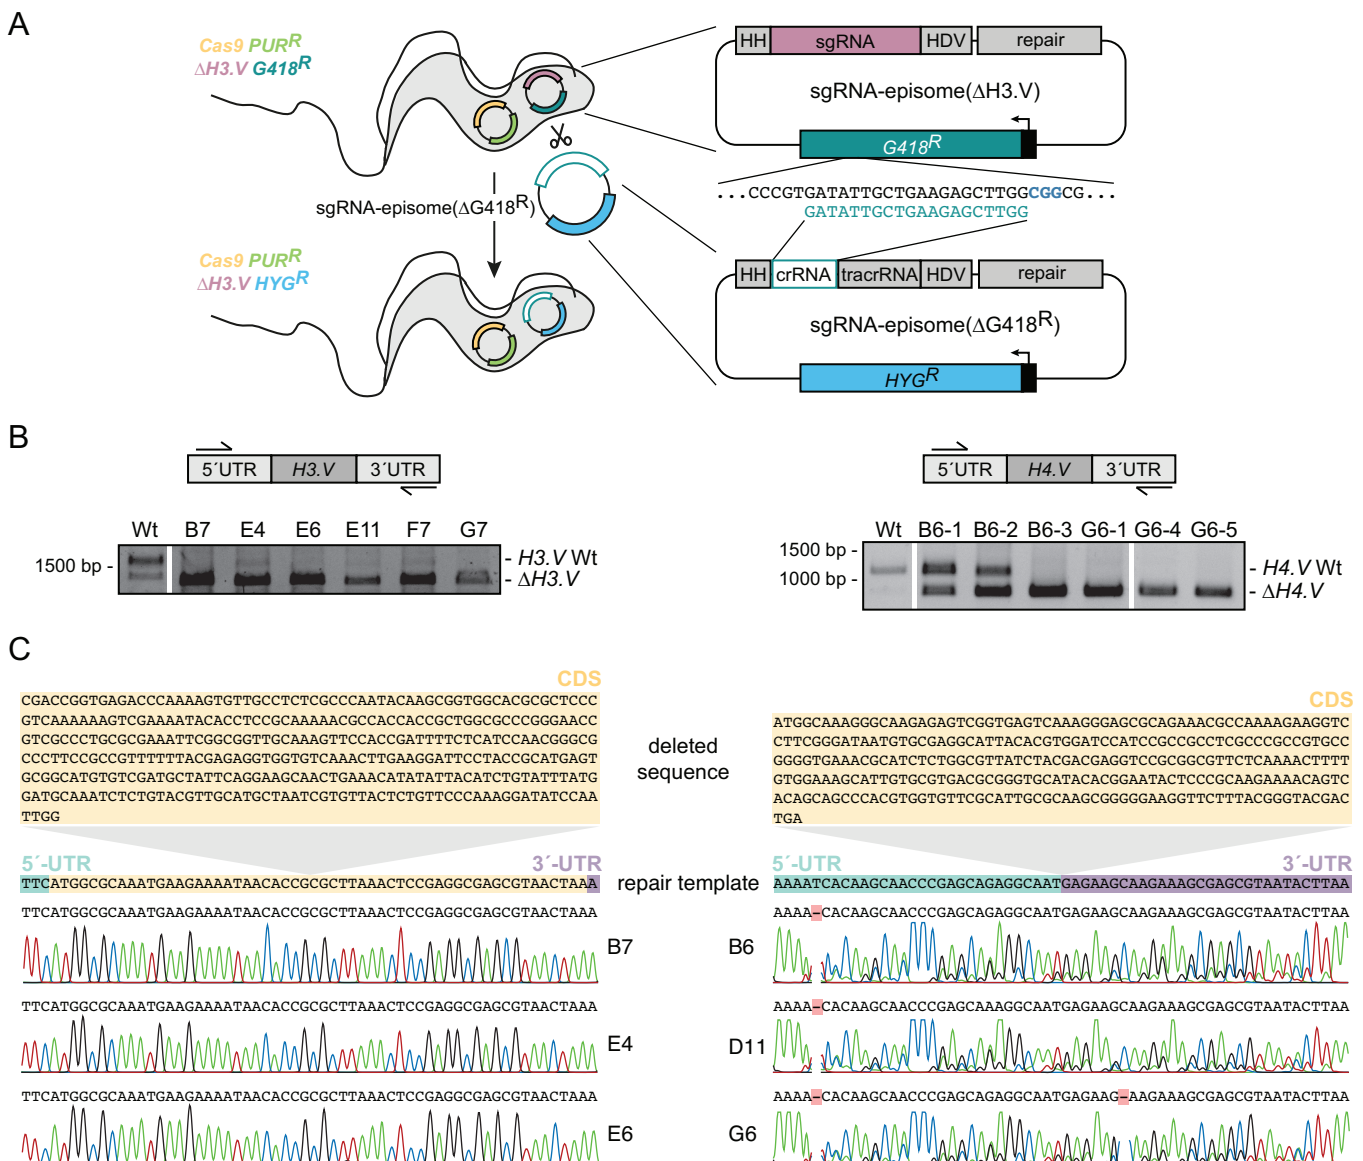 A
Cas9 PURR
ΔH3.V G418R
HH sgRNA HDV repair
sgRNA-episome(ΔH3.V)
G418R
...CCCGTGATATTGCTGAAGAGCTTGGCGGCG...
GATATTGCTGAAGAGCTTGG
sgRNA-episome(ΔG418R)
Cas9 PURR
ΔH3.V HYGR
HH crRNA tracrRNA HDV repair
sgRNA-episome(ΔG418R)
HYGR
B
5´UTR H3.V 3´UTR
Wt B7 E4 E6 E11 F7 G7
1500 bp -
- H3.V Wt
- ΔH3.V
5´UTR H4.V 3´UTR
Wt B6-1 B6-2 B6-3 G6-1 G6-4 G6-5
1500 bp -
1000 bp -
- H4.V Wt
- ΔH4.V
C
CDS
CGACCGGTGAGACCCAAAAGTGTTGCCTCTCGCCCAATACAAGCGGTGGCACGCGCTCCC
GTCAAAAAAGTCGAAAATACACCTCCGCAAAAACGCCACCACCGCTGGCGCCCGGGAACC
GTCGCCCTGCGCGAAATTCGGCGGTTGCAAAGTTCCACCGATTTTCTCATCCAACGGGCG
CCCTTCCGCCGTTTTTTACGAGAGGTGGTGTCAAACTTGAAGGATTCCTACCGCATGAGT
GCGGCATGTGTCGATGCTATTCAGGAAGCAACTGAAACATATATTACATCTGTATTTATG
GATGCAAATCTCTGTACGTTGCATGCTAATCGTGTTACTCTGTTCCCAAAGGATATCCAA
TTGG
deleted
sequence
CDS
ATGGCAAAGGGCAAGAGAGTCGGTGAGTCAAAGGGAGCGCAGAAACGCCAAAAGAAGGTC
CTTCGGGATAATGTGCGAGGCATTACACGTGGATCCATCCGCCGCCTCGCCCGCCGTGCC
GGGGTGAAACGCATCTCTGGCGTTATCTACGACGAGGTCCGCGGCGTTCTCAAAACTTTT
GTGGAAAGCATTGTGCGTGACGCGGGTGCATACACGGAATACTCCCGCAAGAAAACAGTC
ACAGCAGCCCACGTGGTGTTCGCATTGCGCAAGCGGGGGAAGGTTCTTTACGGGTACGAC
TGA
5´-UTR 3´-UTR
TTCATGGCGCAAATGAAGAAAATAACACCGCGCTTAAACTCCGAGGCGAGCGTAACTAAA
repair template
5´-UTR 3´-UTR
AAAATCACAAGCAACCCGAGCAGAGGCAATGAGAAGCAAGAAAGCGAGCGTAATACTTAA
TTCATGGCGCAAATGAAGAAAATAACACCGCGCTTAAACTCCGAGGCGAGCGTAACTAAA
B7
AAAA-CACAAGCAACCCGAGCAGAGGCAATGAGAAGCAAGAAAGCGAGCGTAATACTTAA
B6
TTCATGGCGCAAATGAAGAAAATAACACCGCGCTTAAACTCCGAGGCGAGCGTAACTAAA
E4
AAAA-CACAAGCAACCCGAGCAAAGGCAATGAGAAGCAAGAAAGCGAGCGTAATACTTAA
D11
TTCATGGCGCAAATGAAGAAAATAACACCGCGCTTAAACTCCGAGGCGAGCGTAACTAAA
E6
AAAA-CACAAGCAACCCGAGCAGAGGCAATGAGAAG-AAGAAAGCGAGCGTAATACTTAA
G6